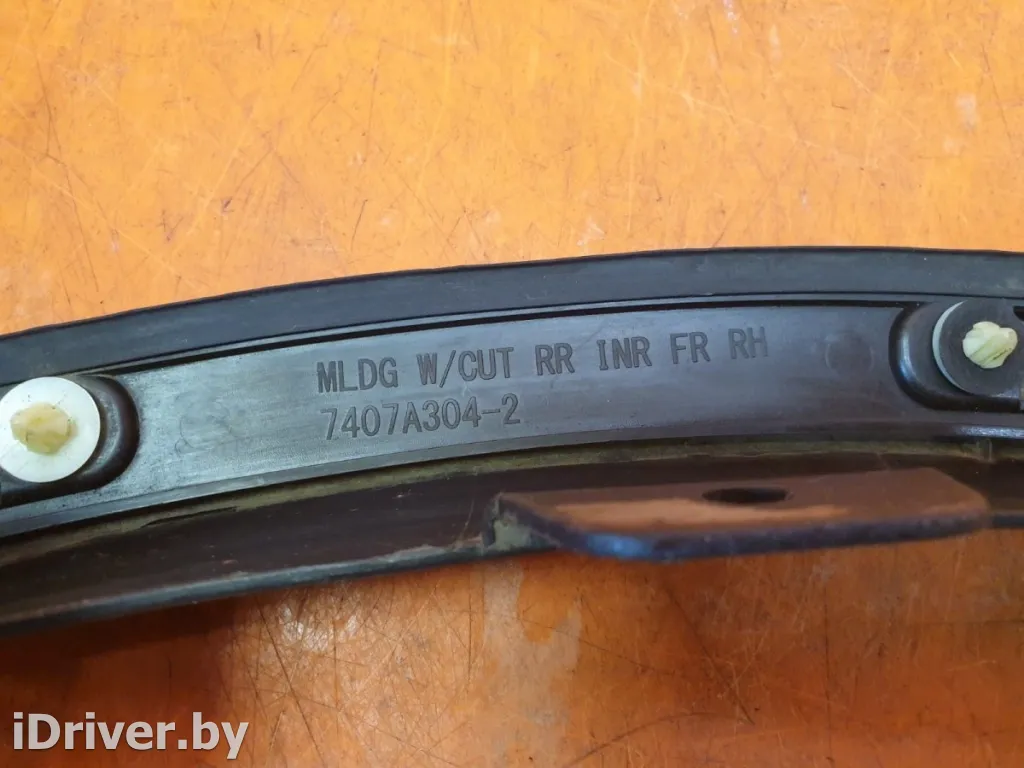 MLDG W/CUT RR INR FR RH
7407A304-2
iDriver.by